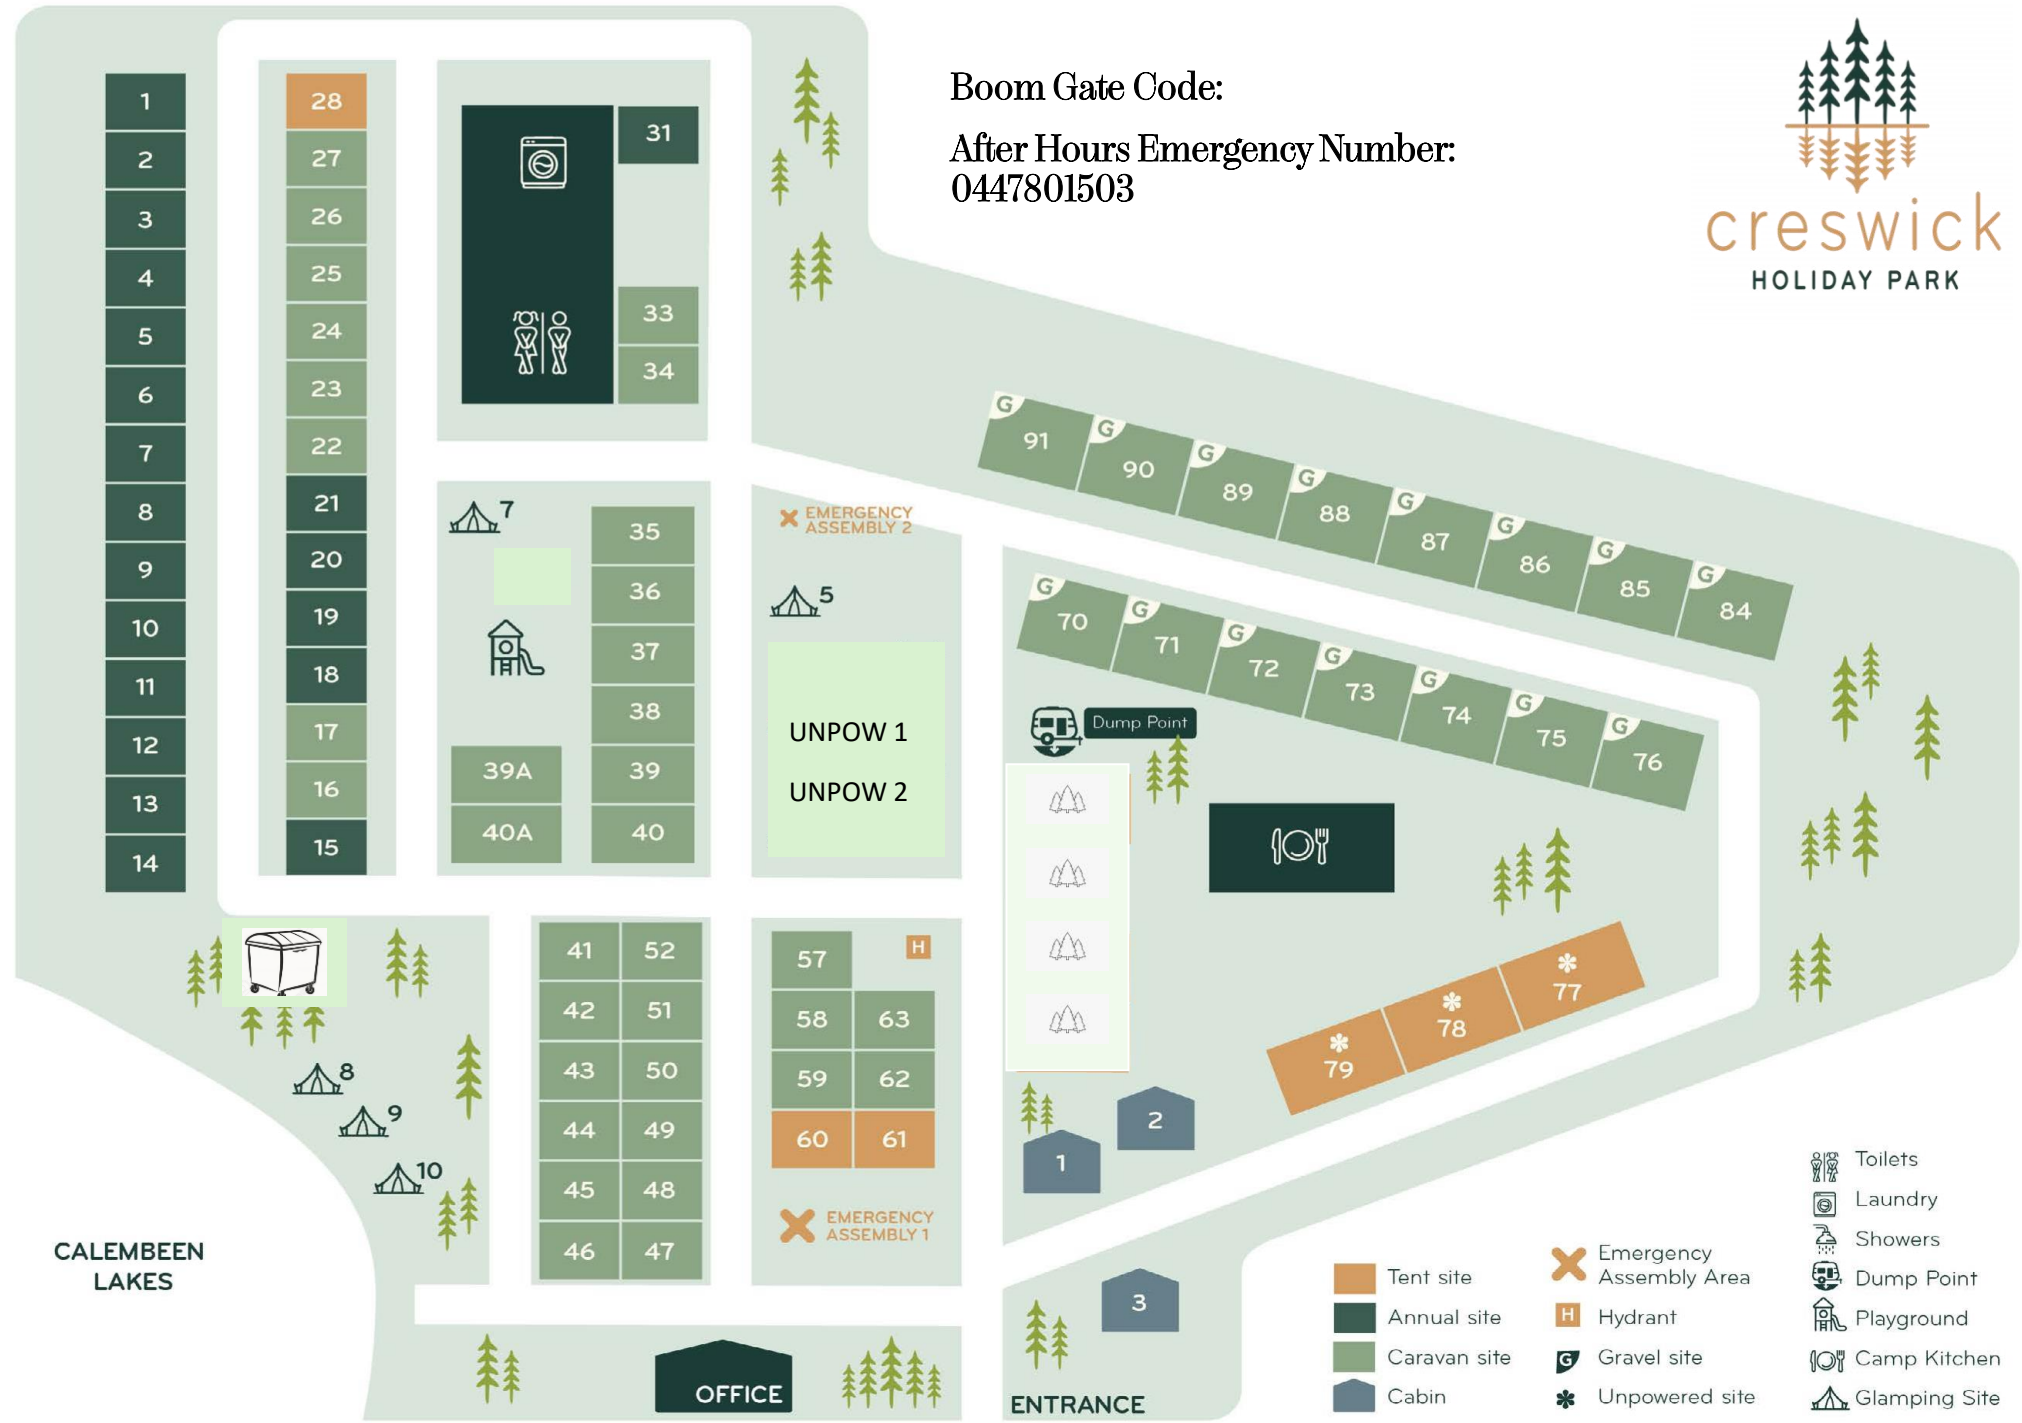 Boom Gate Code:
After Hours Emergency Number:
0447801503
creswick
HOLIDAY PARK
1
2
3
4
5
6
7
8
9
10
11
12
13
14
28
27
26
25
24
23
22
21
20
19
18
17
16
15
31
33
34
7
35
36
37
38
39A
39
40A
40
EMERGENCY
ASSEMBLY 2
5
UNPOW 1
UNPOW 2
G
91
G
90
G
89
G
88
G
87
G
86
G
85
G
84
G
70
G
71
G
72
G
73
G
74
G
75
G
76
Dump Point
77
78
79
41 52
42 51
43 50
44 49
45 48
46 47
57
H
58 63
59 62
60 61
EMERGENCY
ASSEMBLY 1
8
9
10
2
1
3
CALEMBEEN
LAKES
OFFICE
ENTRANCE
Tent site
Annual site
Caravan site
Cabin
Emergency
Assembly Area
H Hydrant
G Gravel site
Unpowered site
Toilets
Laundry
Showers
Dump Point
Playground
Camp Kitchen
Glamping Site